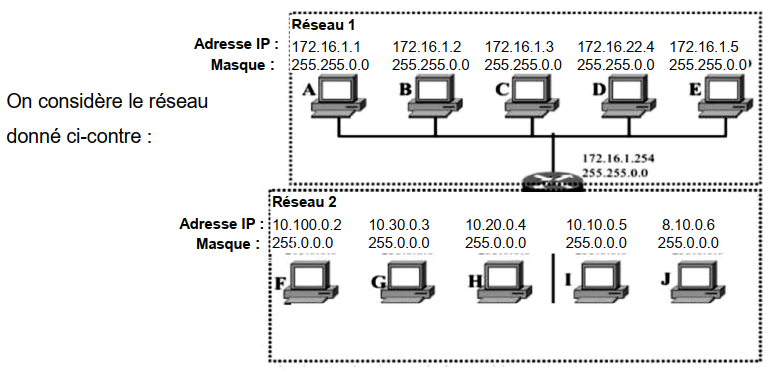 Réseau 1
Adresse IP : 172.16.1.1 172.16.1.2 172.16.1.3 172.16.22.4 172.16.1.5
Masque : 255.255.0.0 255.255.0.0 255.255.0.0 255.255.0.0 255.255.0.0
A B C D E
On considère le réseau
donné ci-contre :
172.16.1.254
255.255.0.0
Réseau 2
Adresse IP : 10.100.0.2 10.30.0.3 10.20.0.4 10.10.0.5 8.10.0.6
Masque : 255.0.0.0 255.0.0.0 255.0.0.0 255.0.0.0 255.0.0.0
F G H I J